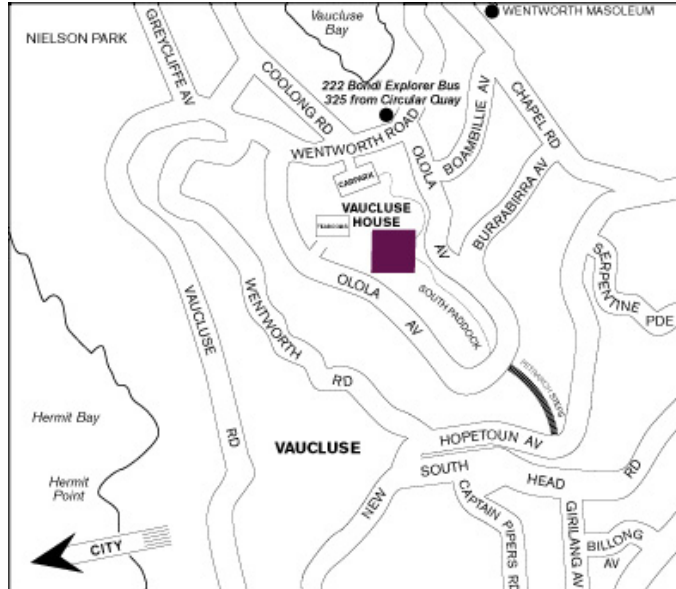 WENTWORTH MASOLEUM
Vaucluse
Bay
NIELSON PARK
GREYCLIFFE AV
COOLONG RD
222 Bondi Explorer Bus
325 from Circular Quay
CHAPEL RD
BOAMBILLIE AV
WENTWORTH ROAD
OLOLA
AV
BURRABIRRA AV
CARPARK
VAUCLUSE
HOUSE
SERPENTINE
PDE
SOUTH PADDOCK
OLOLA
AV
VAUCLUSE
RD
WENTWORTH
RD
STEPS
Hermit Bay
HOPETOUN AV
VAUCLUSE
SOUTH
HEAD
RD
Hermit
Point
NEW
CAPTAIN PIPERS RD
GIRILANG AV
BILLONG
AV
CITY